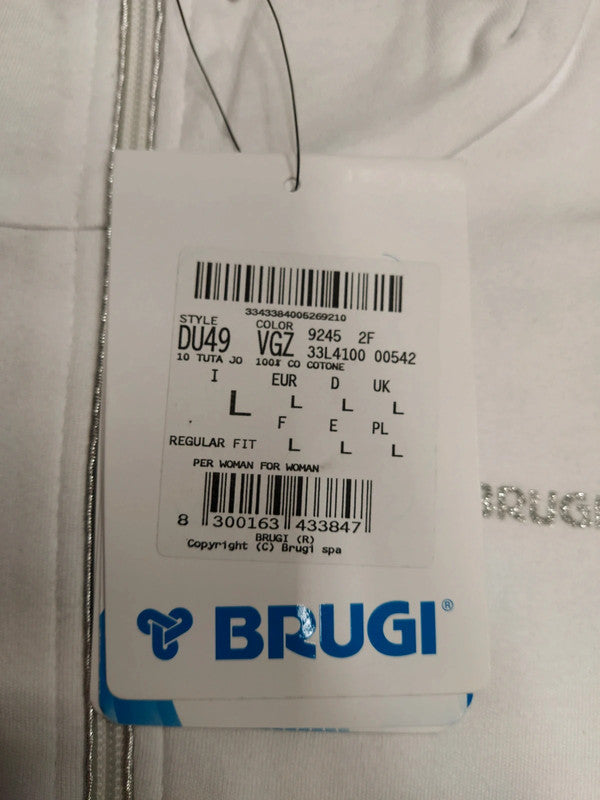 3343384005269210
STYLE COLOR 9245 2F
DU49 VGZ 33L4100 00542
10 TUTA JO 100% CO COTONE
I EUR D UK
L L L L
F E PL
REGULAR FIT L L L
PER WOMAN FOR WOMAN
8 300163 433847
BRUGI (R)
Copyright (C) Brugi spa
BRUGI®
BRUGI